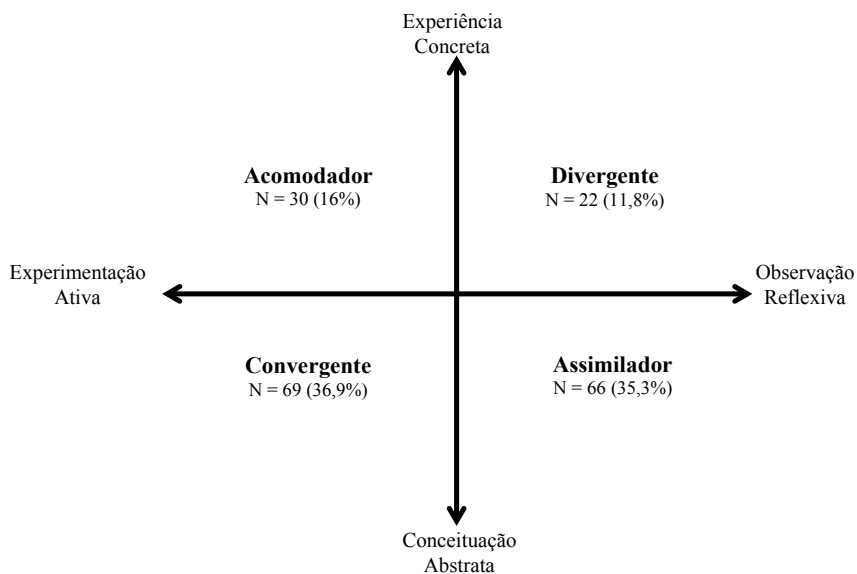 Experiência
Concreta
Acomodador
N = 30 (16%)
Divergente
N = 22 (11,8%)
Experimentação
Ativa
Observação
Reflexiva
Convergente
N = 69 (36,9%)
Assimilador
N = 66 (35,3%)
Conceituação
Abstrata